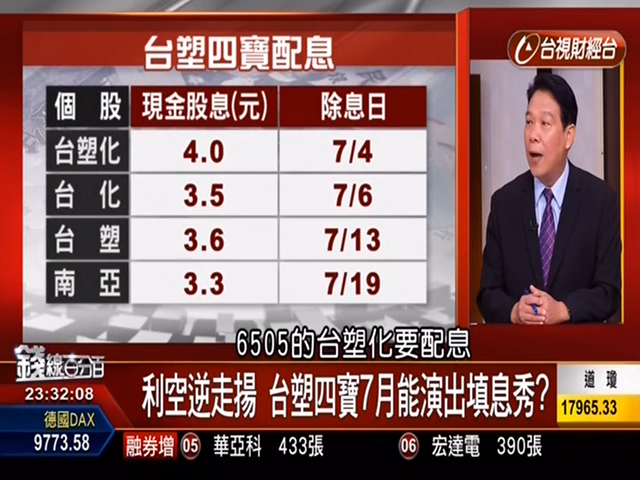 台塑四寶配息
台視財經台
個股 現金股息(元) 除息日
台塑化 4.0 7/4
台化 3.5 7/6
台塑 3.6 7/13
南亞 3.3 7/19
6505的台塑化要配息
錢線百分百
23:32:08
利空逆走揚 台塑四寶7月能演出填息秀?
道瓊
17965.33
德國DAX
9773.58
融券增 05 華亞科 433張 06 宏達電 390張